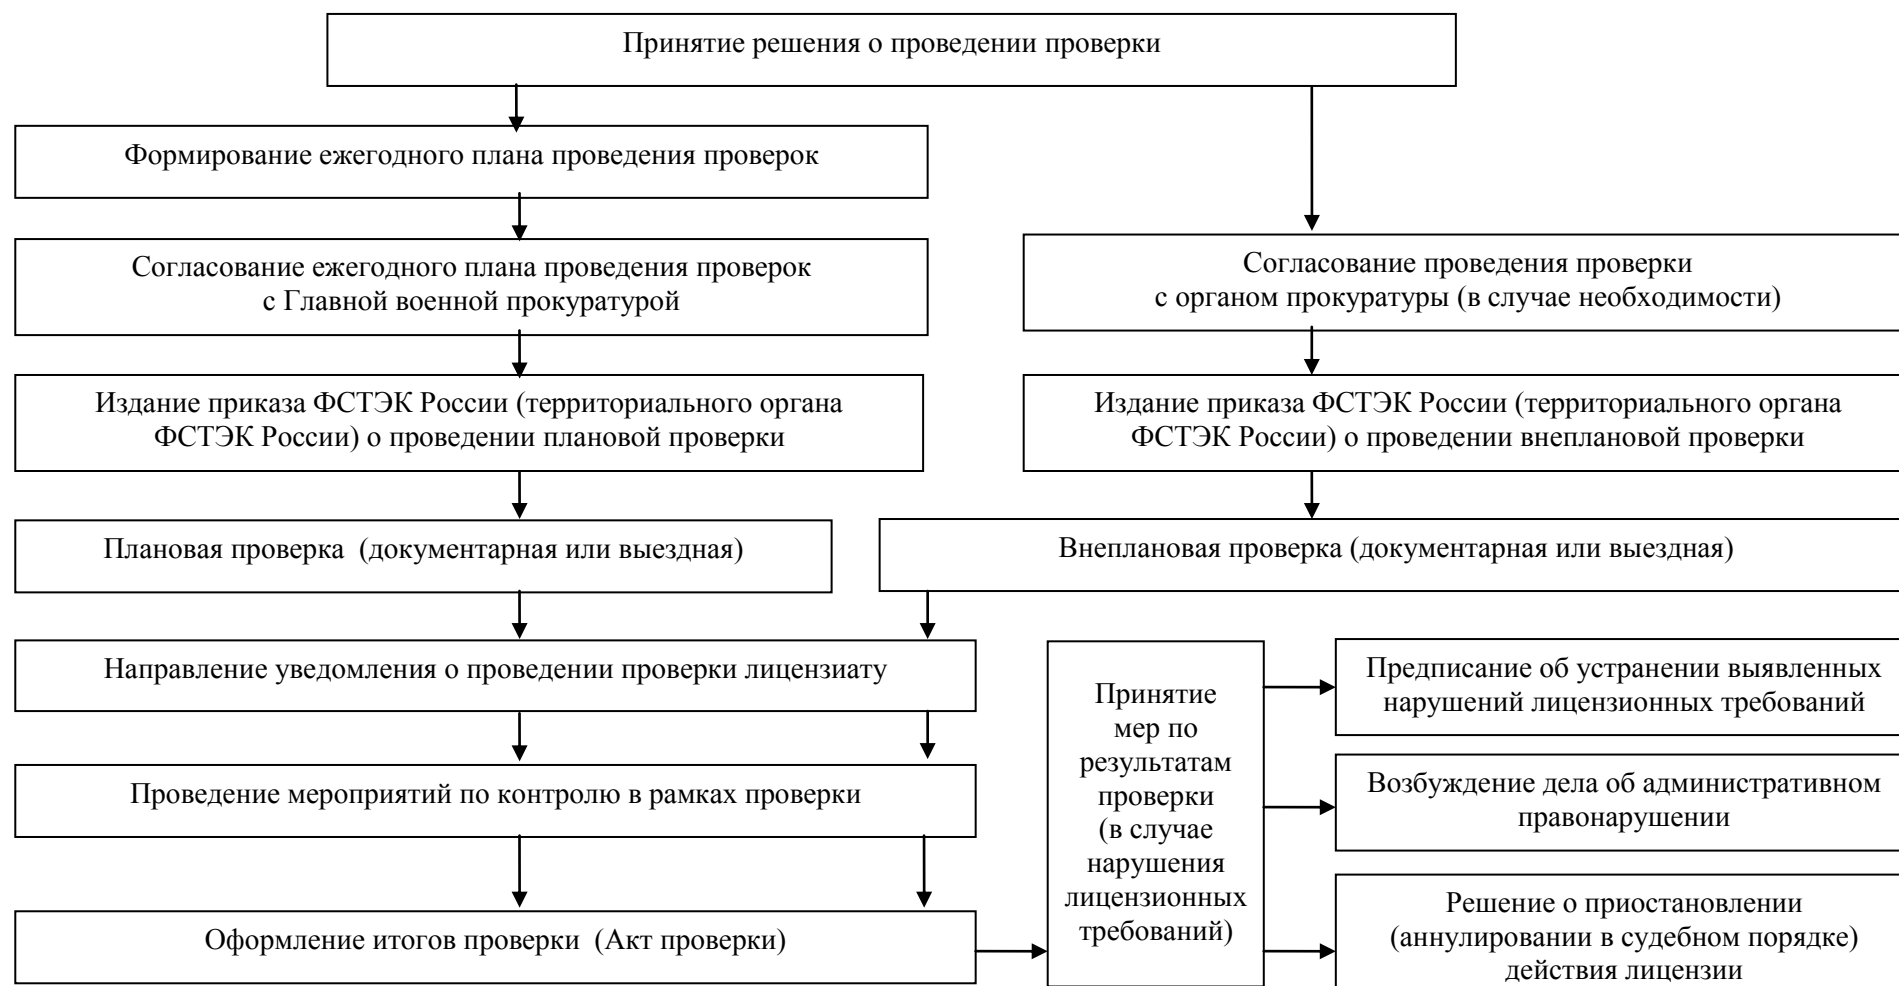 Принятие решения о проведении проверки
Формирование ежегодного плана проведения проверок
Согласование ежегодного плана проведения проверок
с Главной военной прокуратурой
Согласование проведения проверки
с органом прокуратуры (в случае необходимости)
Издание приказа ФСТЭК России (территориального органа
ФСТЭК России) о проведении плановой проверки
Издание приказа ФСТЭК России (территориального органа
ФСТЭК России) о проведении внеплановой проверки
Плановая проверка (документарная или выездная)
Внеплановая проверка (документарная или выездная)
Направление уведомления о проведении проверки лицензиату
Проведение мероприятий по контролю в рамках проверки
Оформление итогов проверки (Акт проверки)
Принятие
мер по
результатам
проверки
(в случае
нарушения
лицензионных
требований)
Предписание об устранении выявленных
нарушений лицензионных требований
Возбуждение дела об административном
правонарушении
Решение о приостановлении
(аннулировании в судебном порядке)
действия лицензии